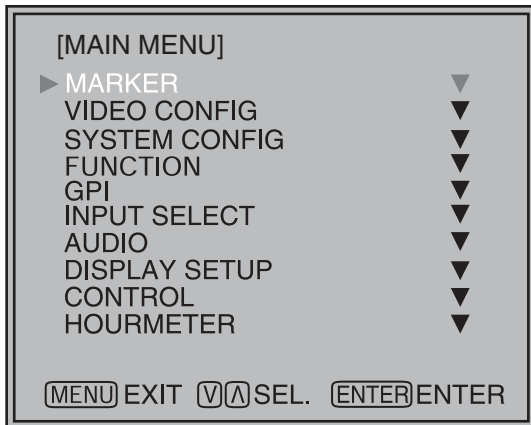 [MAIN MENU]
▶ MARKER ▼
VIDEO CONFIG ▼
SYSTEM CONFIG ▼
FUNCTION ▼
GPI ▼
INPUT SELECT ▼
AUDIO ▼
DISPLAY SETUP ▼
CONTROL ▼
HOURMETER ▼
MENU EXIT V Λ SEL. ENTER ENTER